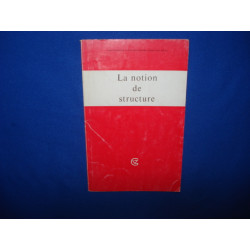 La notion
de
structure